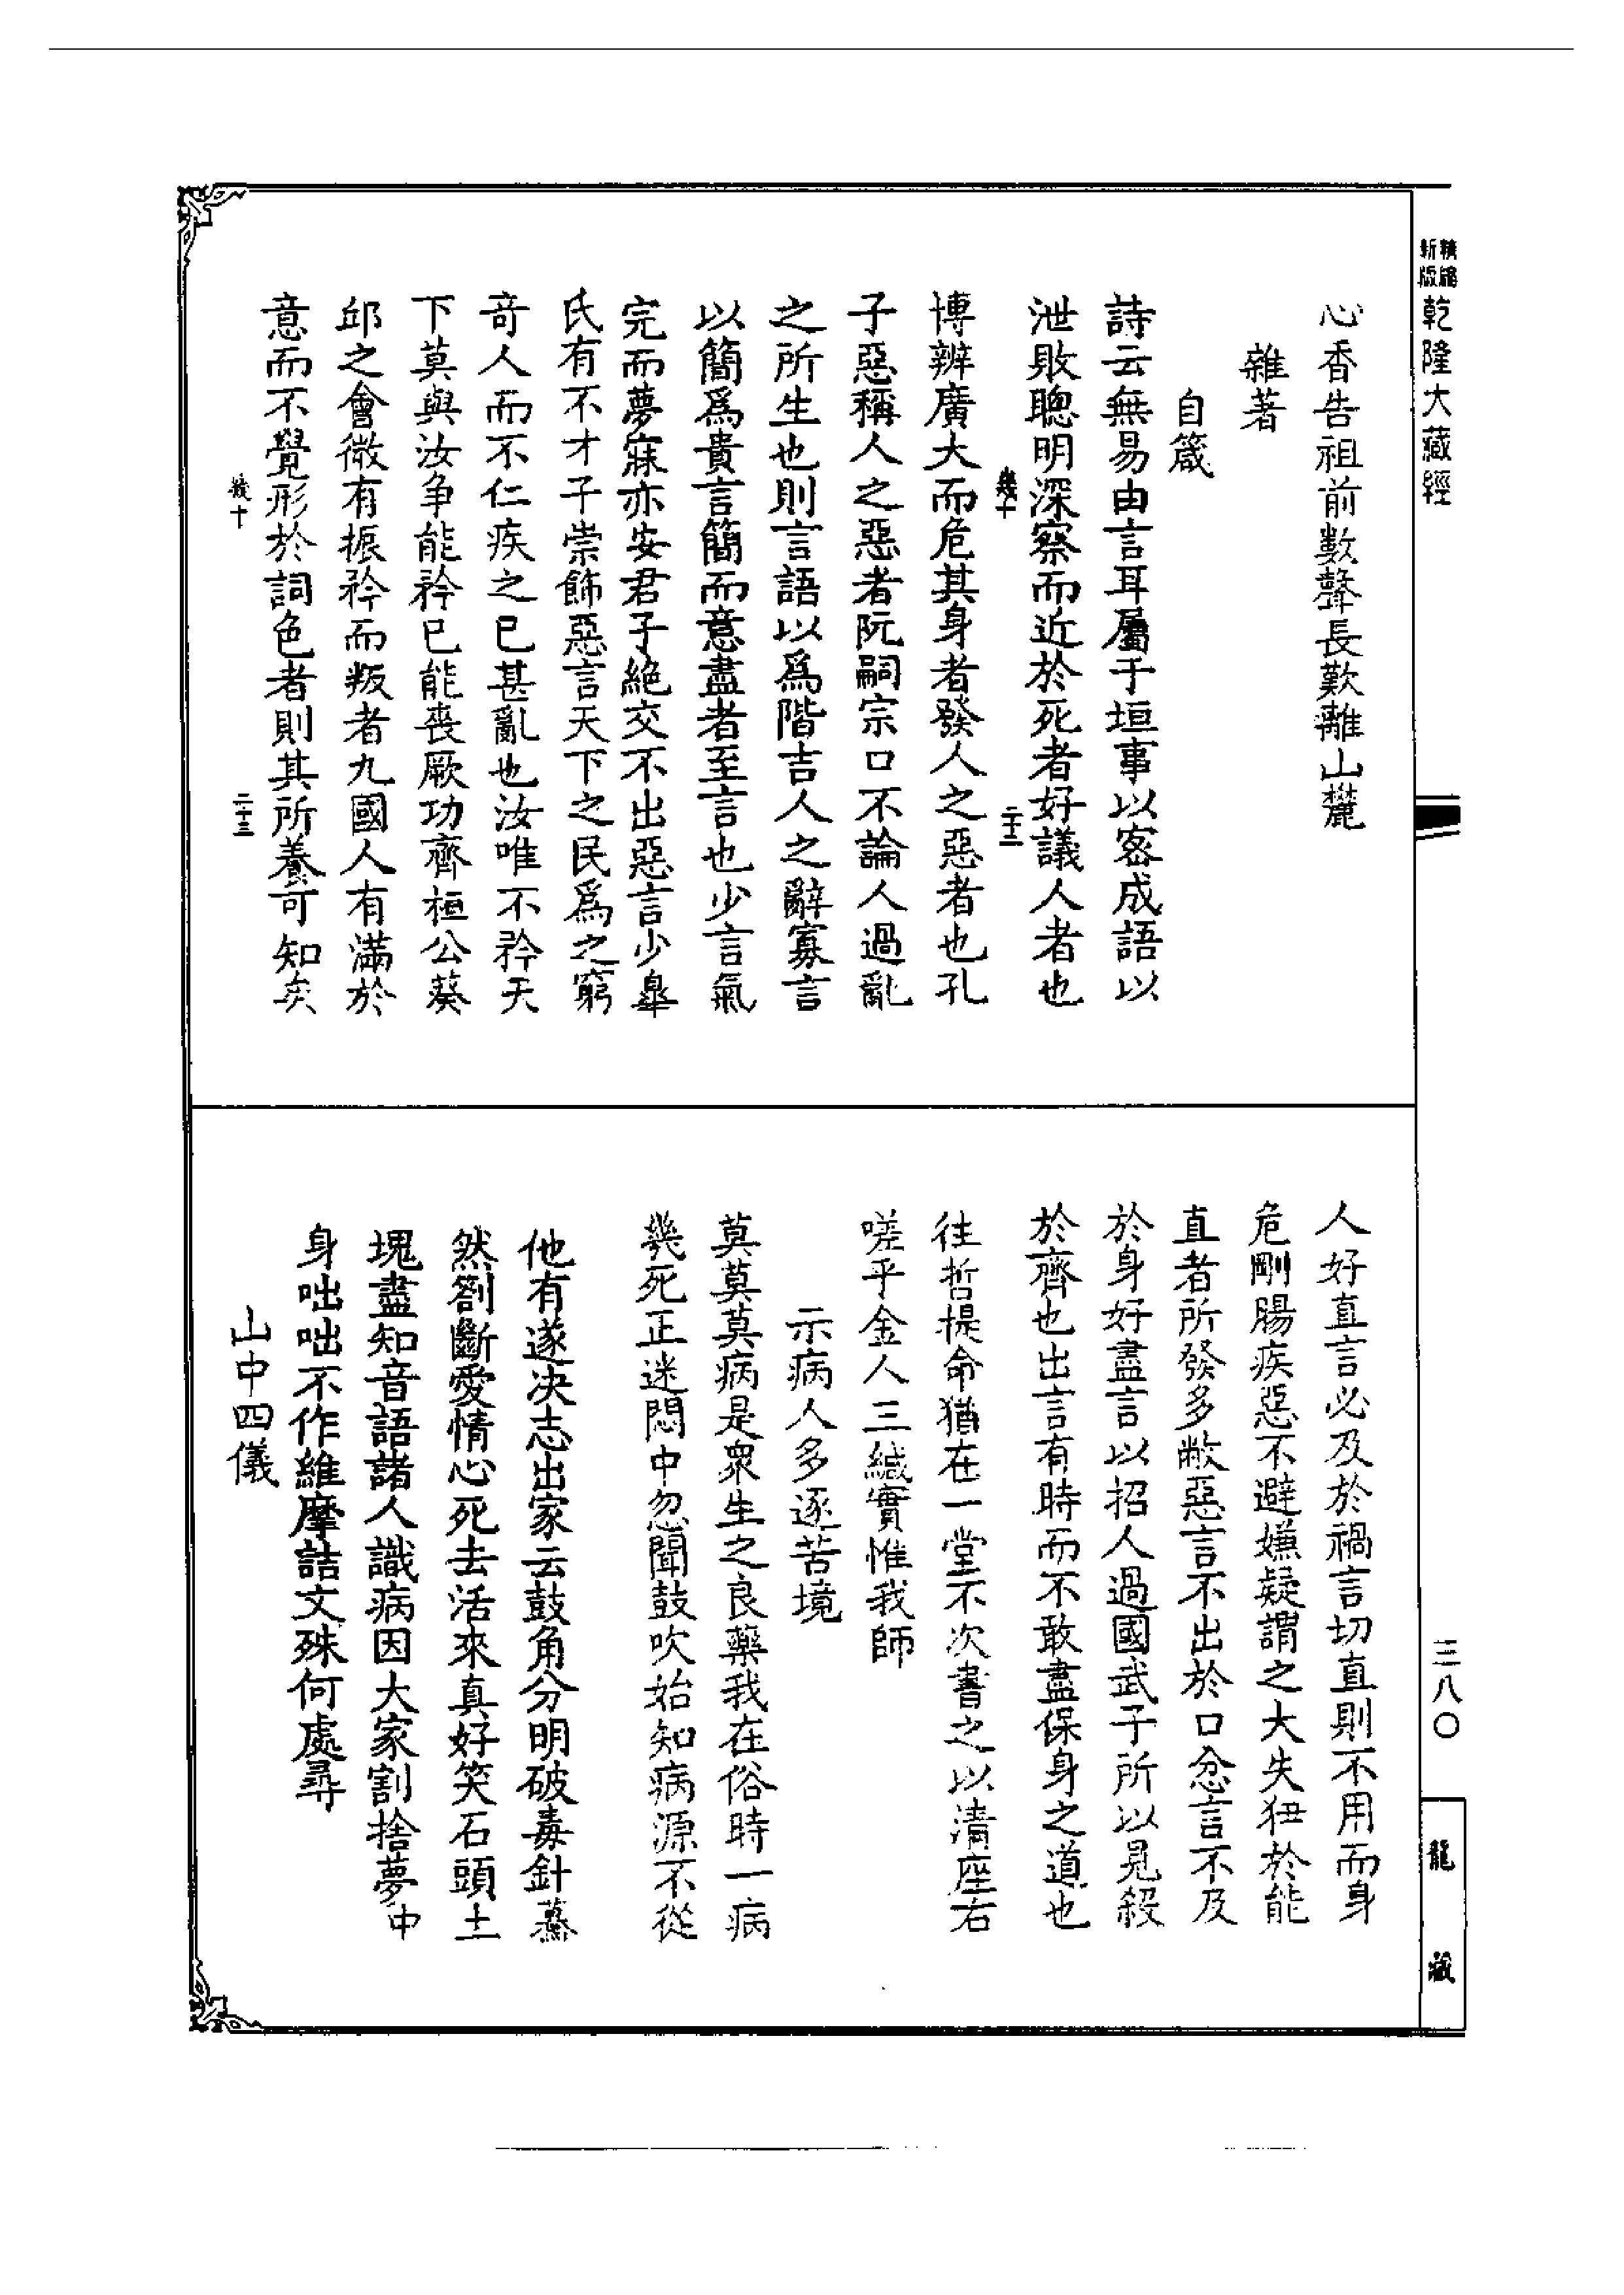 新版
精縮
乾隆大藏經
心香告祖前數聲長歎離山麓
雜著
自箴
詩云無易由言耳屬于垣事以密成語以
泄敗聰明深察而近於死者好議人者也
幾十
二十二
博辨廣大而危其身者發人之惡者也孔
子惡稱人之惡者阮嗣宗口不論人過亂
之所生也則言語以爲階吉人之辭寡言
以簡爲貴言簡而意盡者至言也少言氣
完而夢寐亦安君子絶交不出惡言少皞
氏有不才子崇飾惡言天下之民爲之窮
奇人而不仁疾之已甚亂也汝唯不矜天
下莫與汝争能矜已能喪厥功齊桓公葵
邱之會微有振矜而叛者九國人有滿於
意而不覺形於詞色者則其所養可知矣
幾十
二十三
人好直言必及於禍言切直則不用而身
危剛腸疾惡不避嫌疑謂之大失狃於能
直者所發多敝惡言不出於口忿言不及
於身好盡言以招人過國武子所以見殺
於齊也出言有時而不敢盡保身之道也
往哲提命猶在一堂不次書之以清座右
嗟乎金人三緘實惟我師
示病人多逐苦境
莫莫莫病是衆生之良藥我在俗時一病
幾死正迷悶中忽聞鼓吹始知病源不從
他有遂决志出家云鼓角分明破毒針驀
然劄斷愛情心死去活來真好笑石頭土
塊盡知音語諸人識病因大家割捨夢中
身咄咄不作維摩詰文殊何處尋
山中四儀
三八〇
龍藏